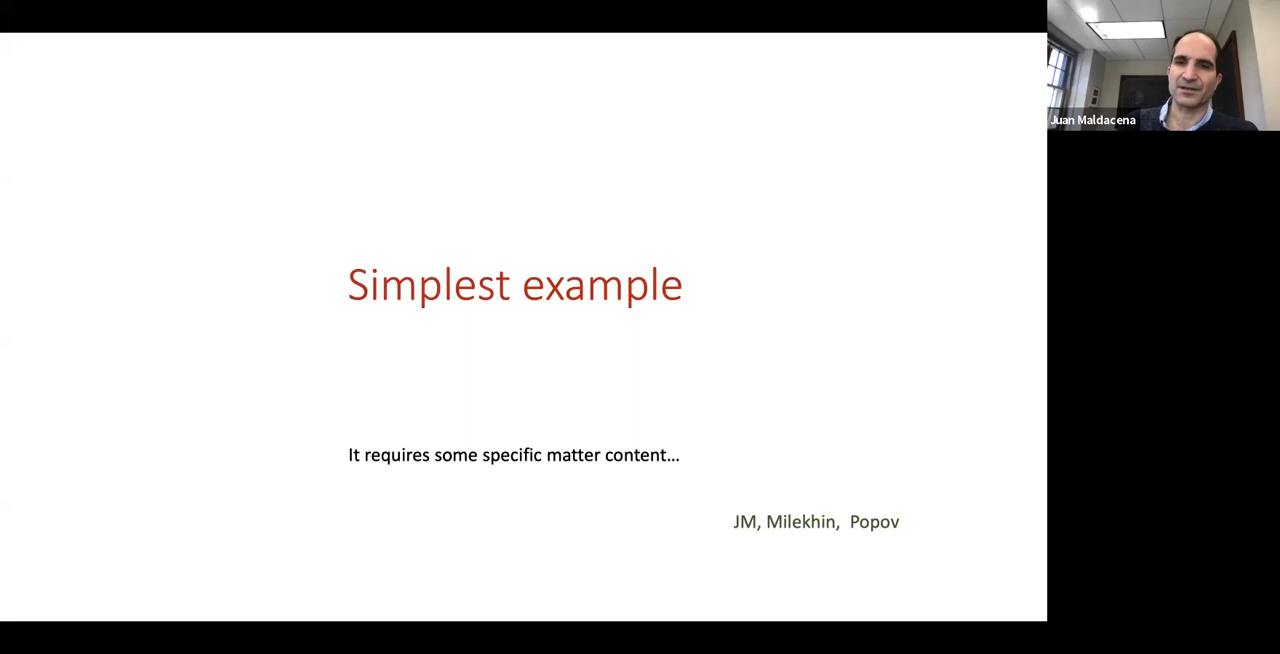 Juan Maldacena
Simplest example
It requires some specific matter content...
JM, Milekhin, Popov